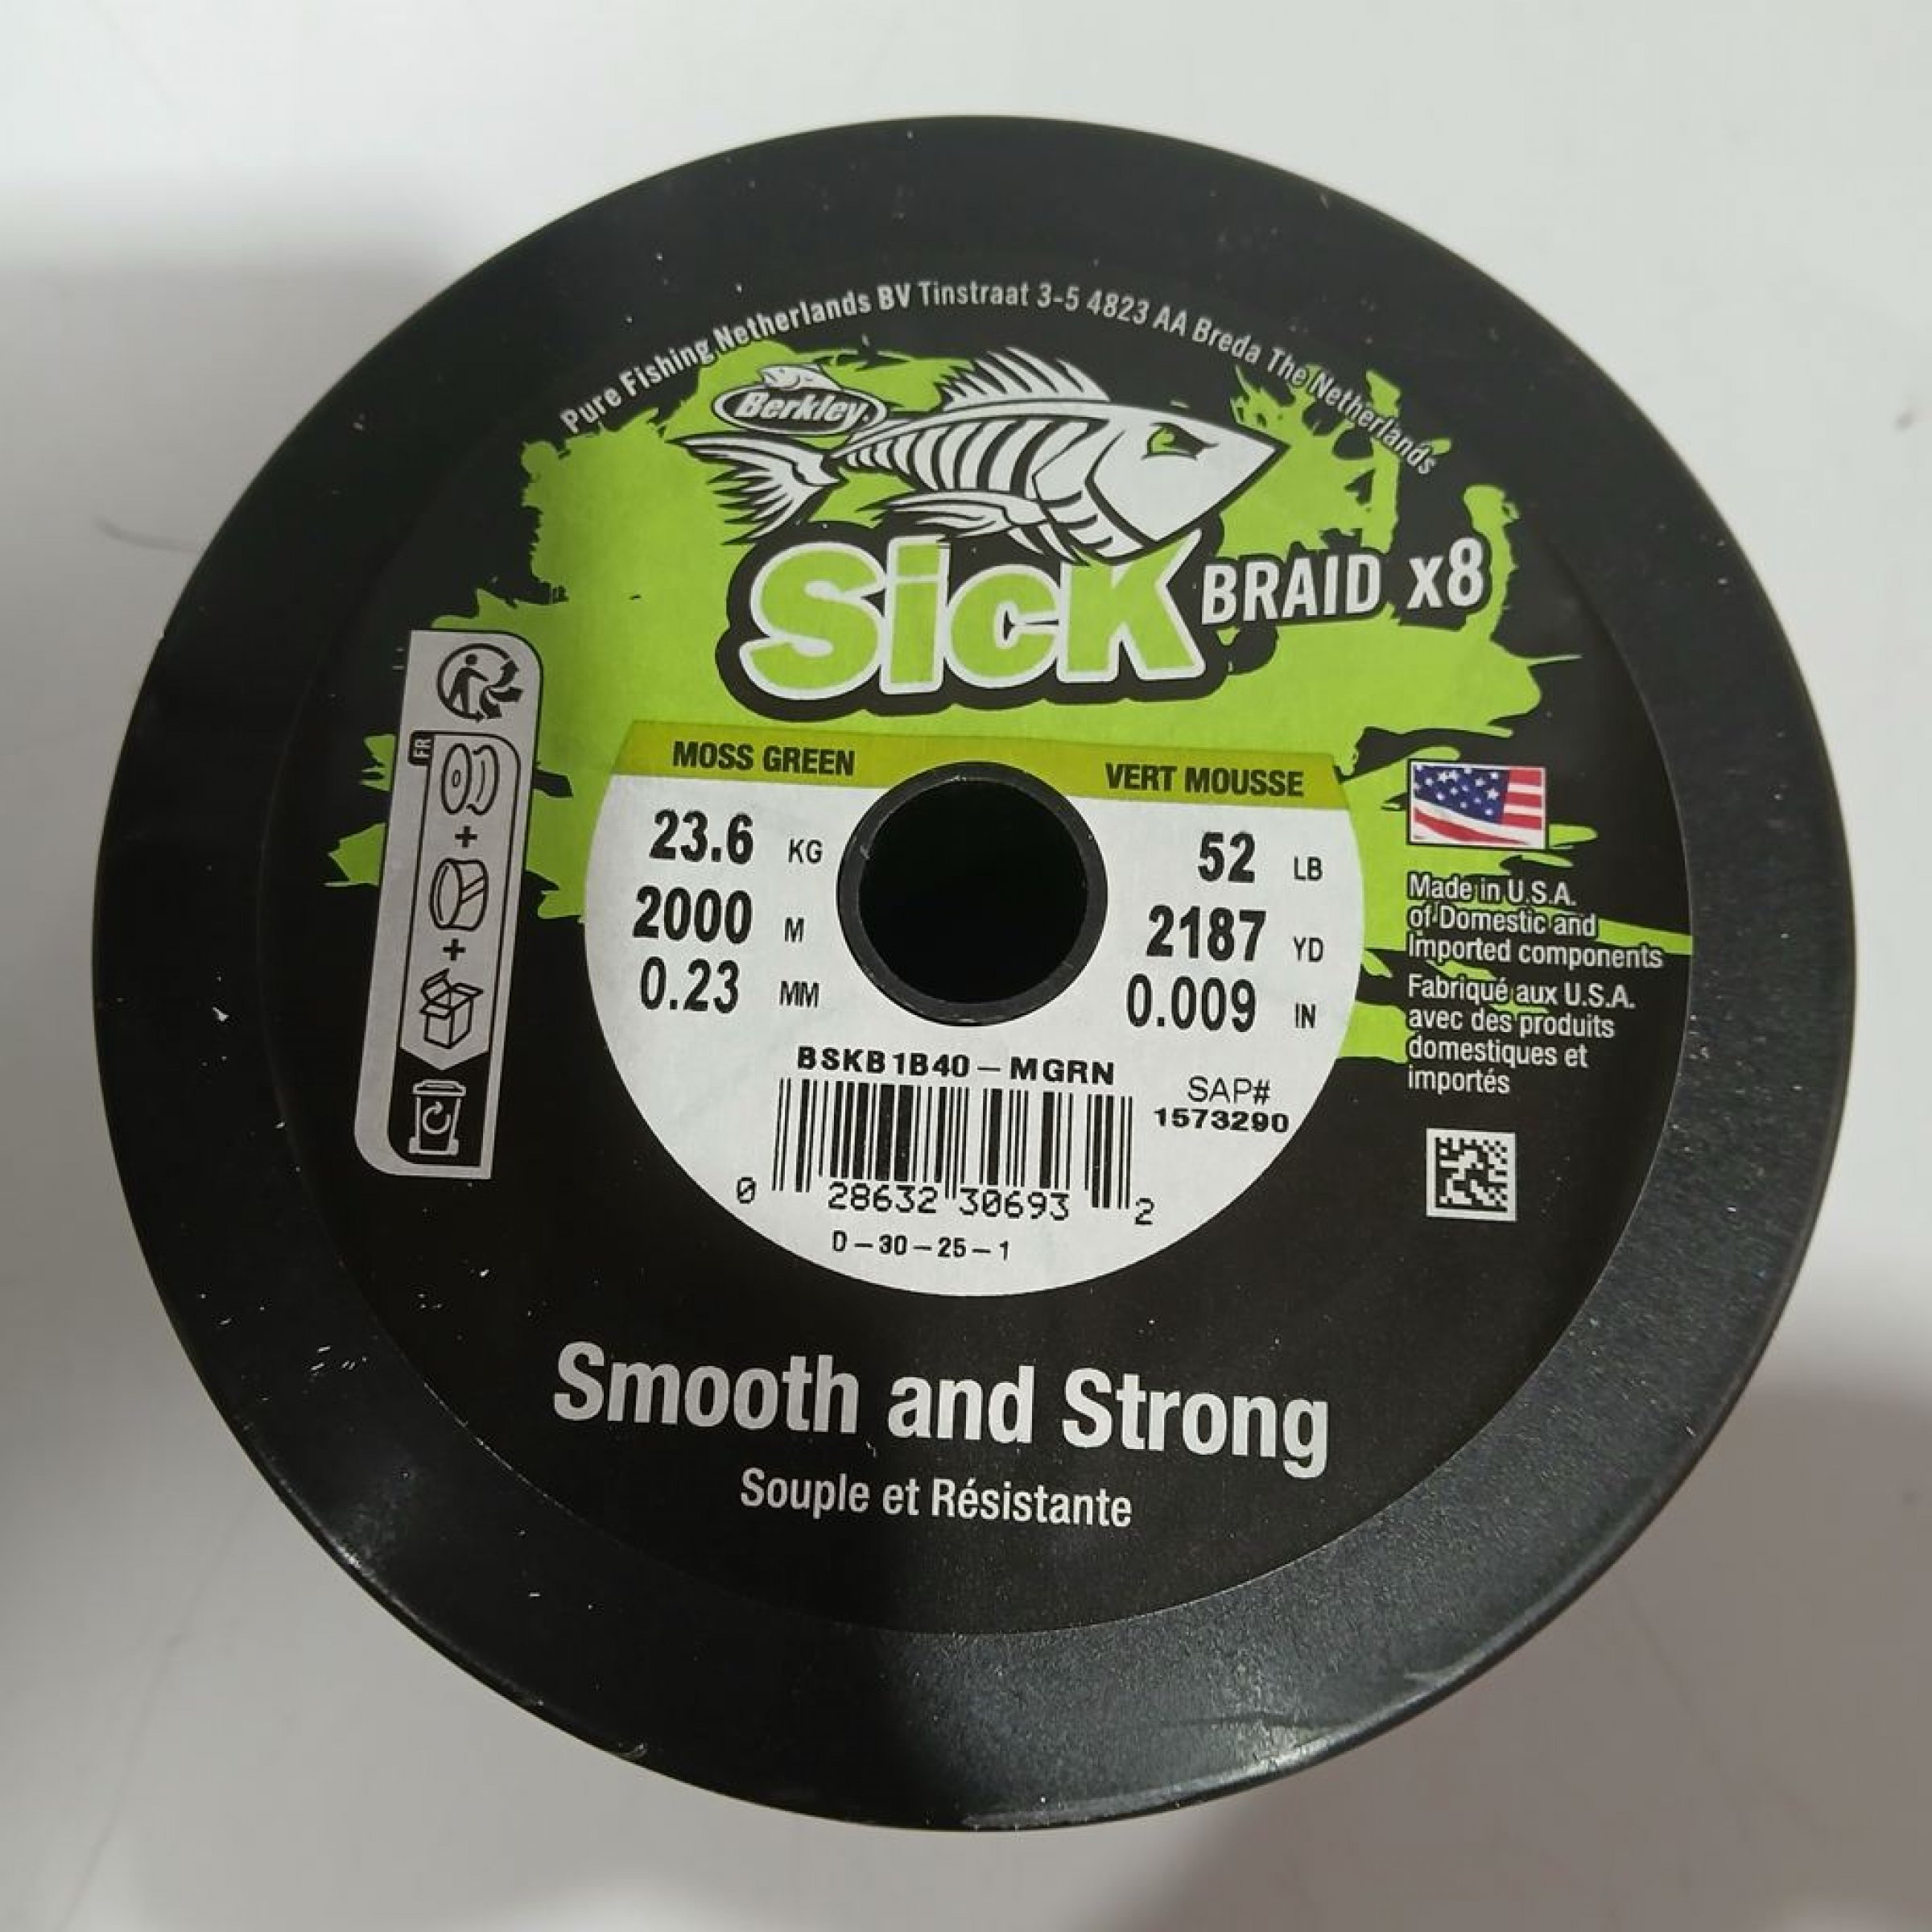 Pure Fishing Netherlands BV Tinstraat 3-5 4823 AA Breda The Netherlands
Berkley
Sick BRAID x8
FR
MOSS GREEN
VERT MOUSSE
23.6 KG
52 LB
2000 M
2187 YD
0.23 MM
0.009 IN
BSKB1B40-MGRN
SAP#
1573290
0 28632 30693 2
D-30-25-1
Made in U.S.A.
of Domestic and
Imported components
Fabriqué aux U.S.A.
avec des produits
domestiques et
importés
Smooth and Strong
Souple et Résistante